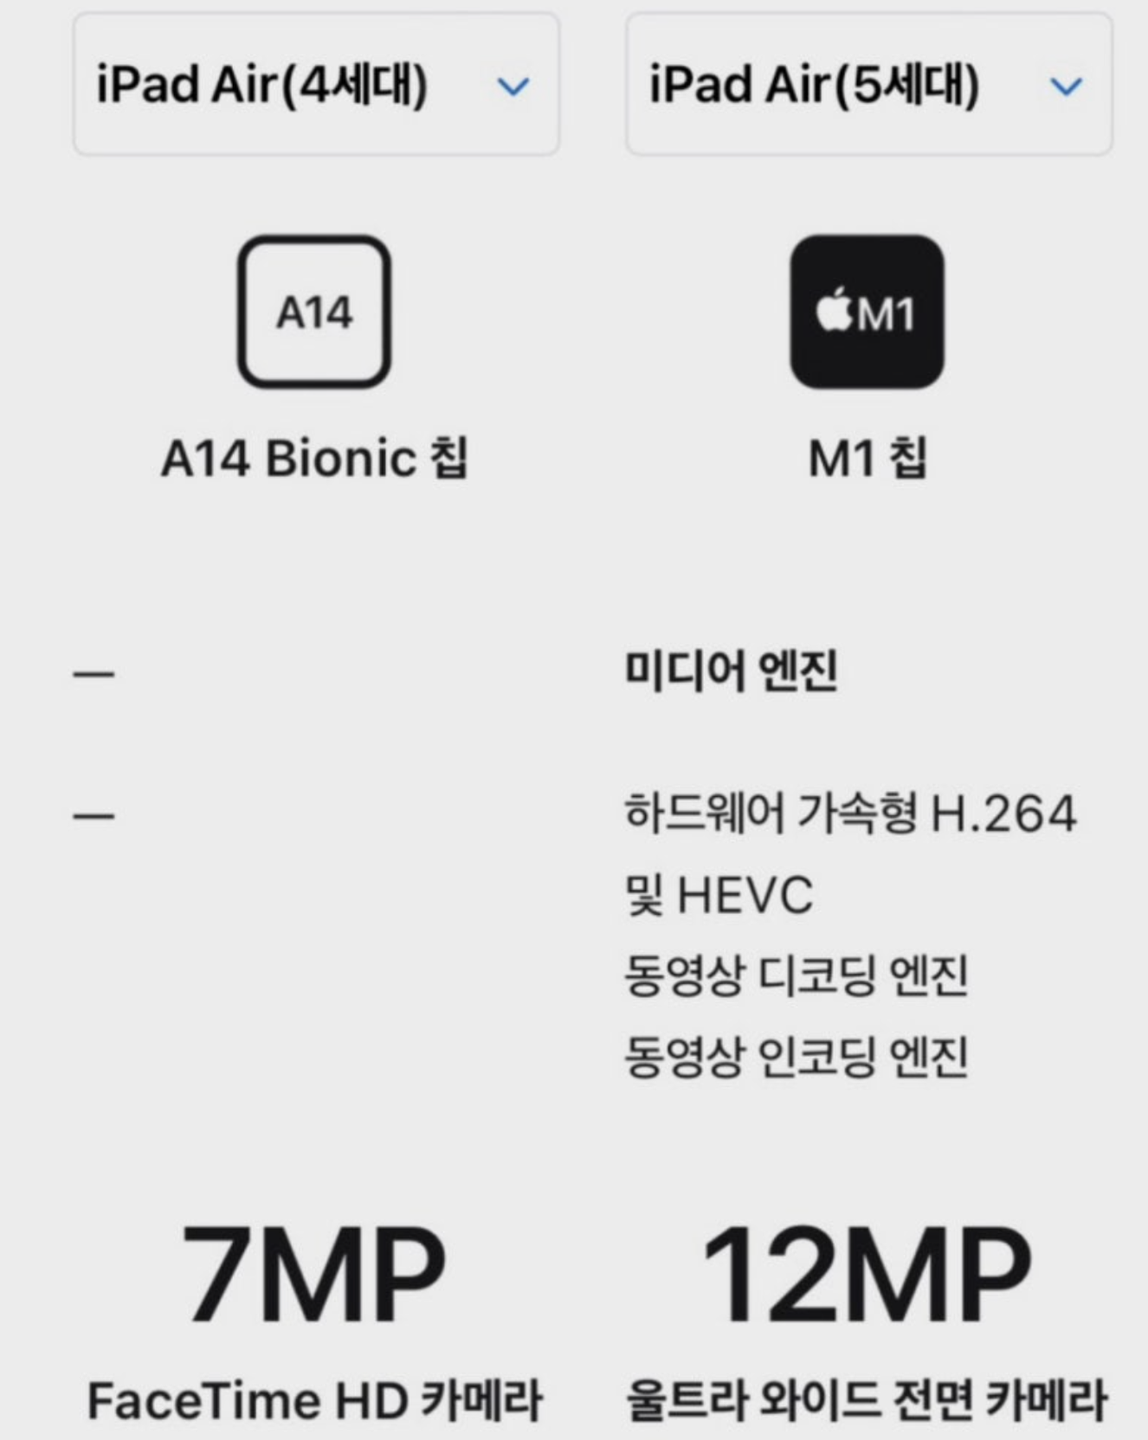 iPad Air(4세대)
iPad Air(5세대)
A14
M1
A14 Bionic 칩
M1 칩
—
미디어 엔진
—
하드웨어 가속형 H.264
및 HEVC
동영상 디코딩 엔진
동영상 인코딩 엔진
7MP
12MP
FaceTime HD 카메라
울트라 와이드 전면 카메라